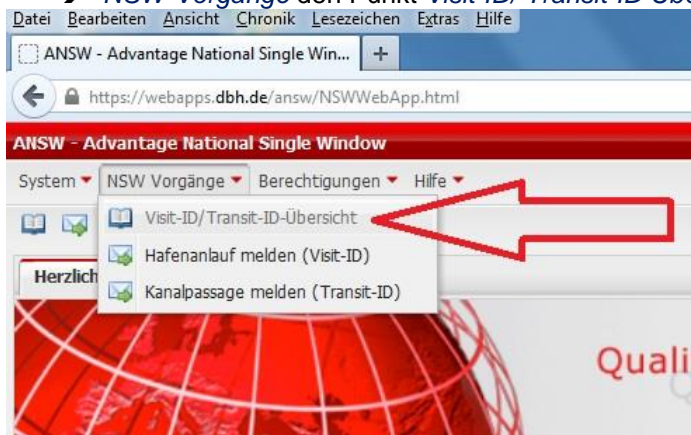 NSW-Vorgänge den Punkt Visit-ID/Transit-ID-Übe
Datei Bearbeiten Ansicht Chronik Lesezeichen Extras Hilfe
ANSW - Advantage National Single Win... +
https://webapps.dbh.de/answ/NSWWebApp.html
ANSW - Advantage National Single Window
System NSW Vorgänge Berechtigungen Hilfe
Visit-ID/Transit-ID-Übersicht
Hafenanlauf melden (Visit-ID)
Herzlich
Kanalpassage melden (Transit-ID)
Quali